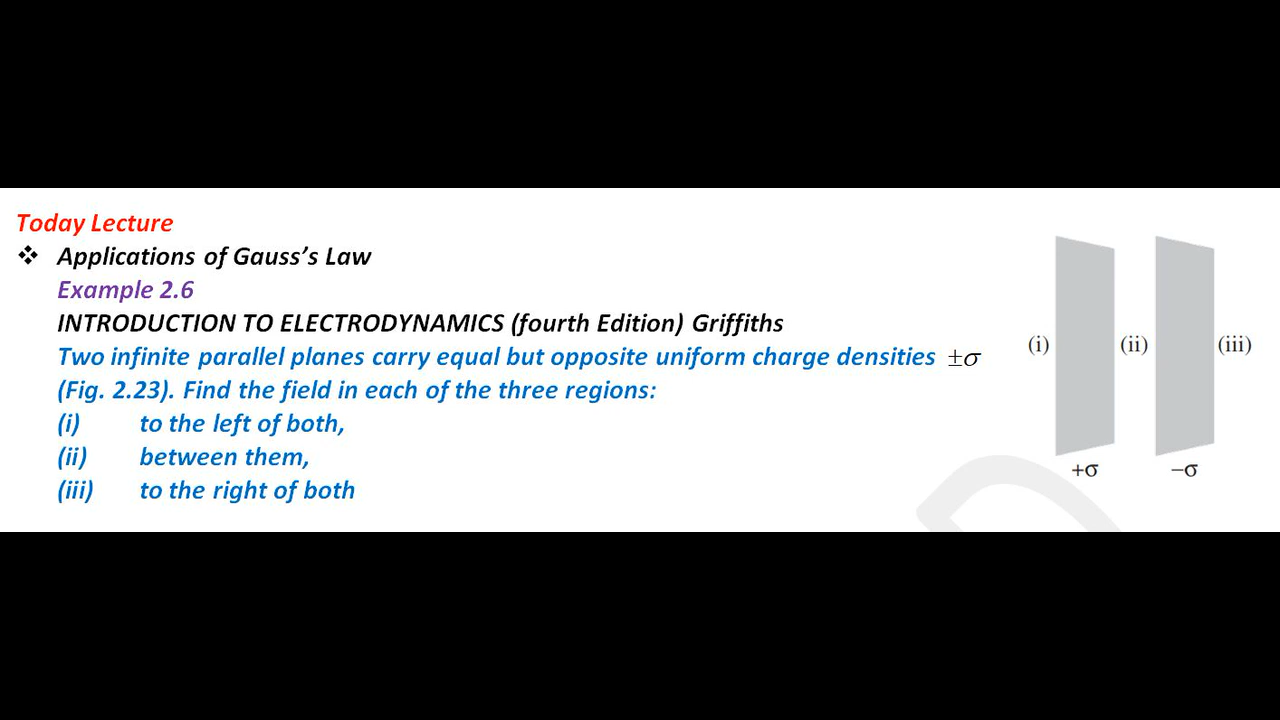 Today Lecture
❖ Applications of Gauss's Law
Example 2.6
INTRODUCTION TO ELECTRODYNAMICS (fourth Edition) Griffiths
Two infinite parallel planes carry equal but opposite uniform charge densities ±σ
(Fig. 2.23). Find the field in each of the three regions:
(i) to the left of both,
(ii) between them,
(iii) to the right of both
(i) (ii) (iii)
+σ −σ